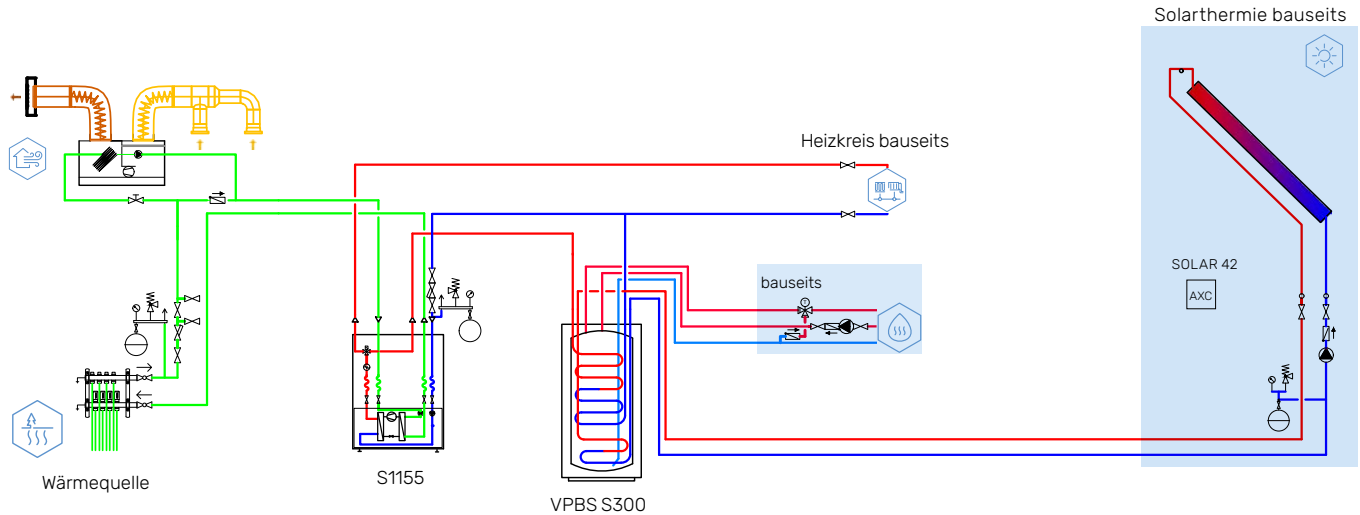 Solarthermie bauseits
Heizkreis bauseits
SOLAR 42
AXC
bauseits
T
Wärmequelle
S1155
VPBS S300